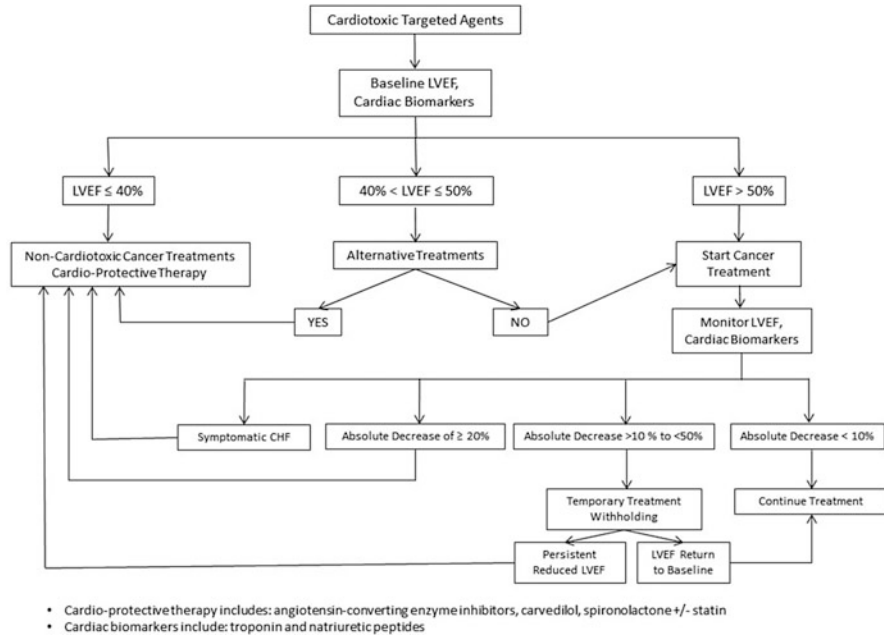 Cardiotoxic Targeted Agents
Baseline LVEF,
Cardiac Biomarkers
LVEF ≤ 40%
40% < LVEF ≤ 50%
LVEF > 50%
Non-Cardiotoxic Cancer Treatments
Cardio-Protective Therapy
Alternative Treatments
Start Cancer
Treatment
YES
NO
Monitor LVEF,
Cardiac Biomarkers
Symptomatic CHF
Absolute Decrease of ≥ 20%
Absolute Decrease >10 % to <50%
Absolute Decrease < 10%
Temporary Treatment
Withholding
Continue Treatment
Persistent
Reduced LVEF
LVEF Return
to Baseline
• Cardio-protective therapy includes: angiotensin-converting enzyme inhibitors, carvedilol, spironolactone +/- statin
• Cardiac biomarkers include: troponin and natriuretic peptides